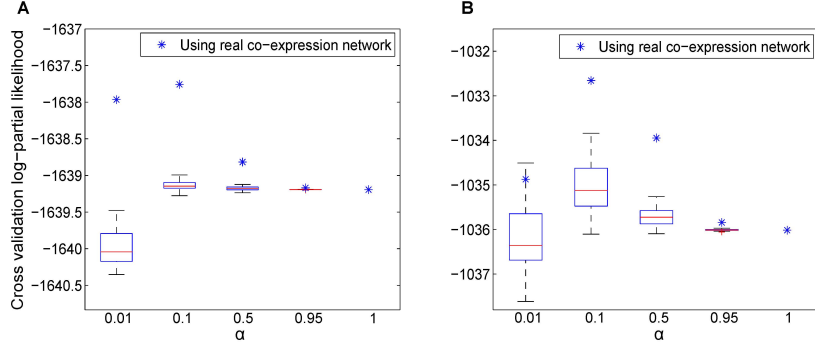 A
Cross validation log−partial likelihood
−1637
−1637.5
−1638
−1638.5
−1639
−1639.5
−1640
−1640.5
Using real co−expression network
0.01 0.1 0.5 0.95 1
α
B
−1032
−1033
−1034
−1035
−1036
−1037
Using real co−expression network
0.01 0.1 0.5 0.95 1
α